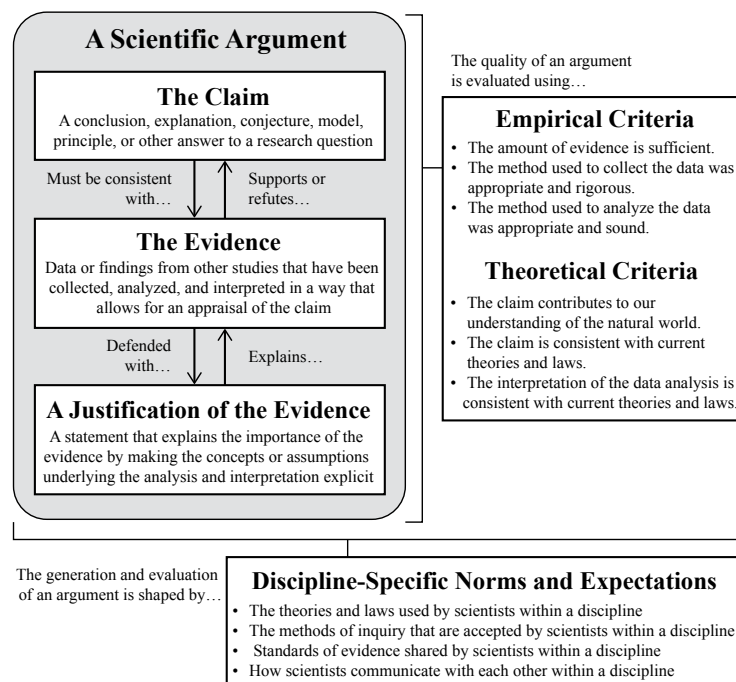 A Scientific Argument
The Claim
A conclusion, explanation, conjecture, model,
principle, or other answer to a research question
Must be consistent
with…
Supports or
refutes…
The Evidence
Data or findings from other studies that have been
collected, analyzed, and interpreted in a way that
allows for an appraisal of the claim
Defended
with…
Explains…
A Justification of the Evidence
A statement that explains the importance of the
evidence by making the concepts or assumptions
underlying the analysis and interpretation explicit
The quality of an argument
is evaluated using…
Empirical Criteria
• The amount of evidence is sufficient.
• The method used to collect the data was
appropriate and rigorous.
• The method used to analyze the data
was appropriate and sound.
Theoretical Criteria
• The claim contributes to our
understanding of the natural world.
• The claim is consistent with current
theories and laws.
• The interpretation of the data analysis is
consistent with current theories and laws.
The generation and evaluation
of an argument is shaped by…
Discipline-Specific Norms and Expectations
• The theories and laws used by scientists within a discipline
• The methods of inquiry that are accepted by scientists within a discipline
• Standards of evidence shared by scientists within a discipline
• How scientists communicate with each other within a discipline